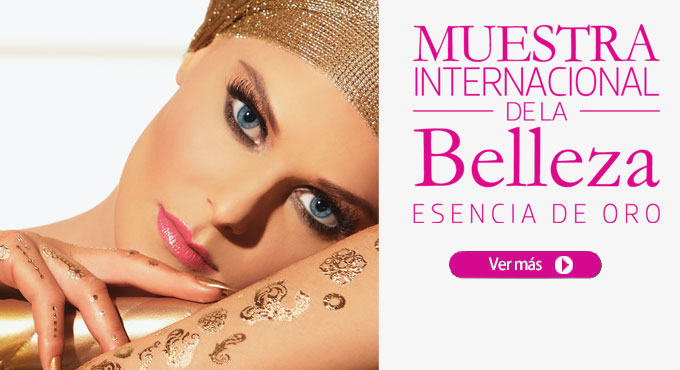 MUESTRA
INTERNACIONAL
DE LA
Belleza
ESENCIA DE ORO
Ver más